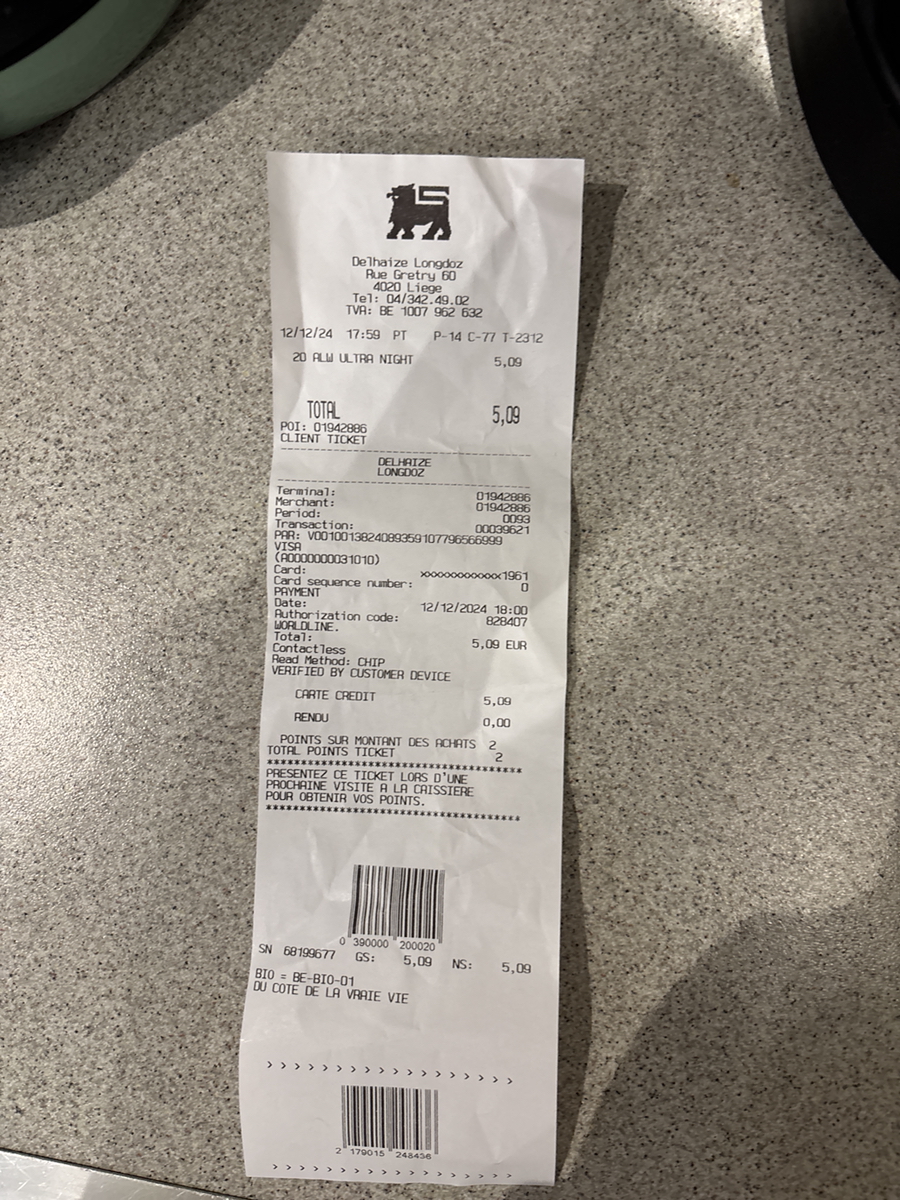 Delhaize Longdoz
Rue Gretry 60
4020 Liege
Tel: 04/342.49.02
TVA: BE 1007 962 632
12/12/24 17:59 PT P-14 C-77 T-2312
20 ALW ULTRA NIGHT 5,09
TOTAL 5,09
POI: 01942886
CLIENT TICKET
DELHAIZE
LONGDOZ
Terminal: 01942886
Merchant: 01942886
Period: 0093
Transaction: 00039621
PAR: V0010013824089359107796566999
VISA
(A0000000031010)
Card: xxxxxxxxxxxx1961
Card sequence number: 0
PAYMENT
Date: 12/12/2024 18:00
Authorization code: 828407
WORLDLINE.
Total: 5,09 EUR
Contactless
Read Method: CHIP
VERIFIED BY CUSTOMER DEVICE
CARTE CREDIT 5,09
RENDU 0,00
POINTS SUR MONTANT DES ACHATS 2
TOTAL POINTS TICKET 2
****************************************
PRESENTEZ CE TICKET LORS D'UNE
PROCHAINE VISITE A LA CAISSIERE
POUR OBTENIR VOS POINTS.
****************************************
0 390000 200020
SN 68199677 GS: 5,09 NS: 5,09
BIO = BE-BIO-01
DU COTE DE LA VRAIE VIE
> > > > > > > > > > > > > > > > > >
2 179015 248436
> > > > > > > > > > > > > > > > > >